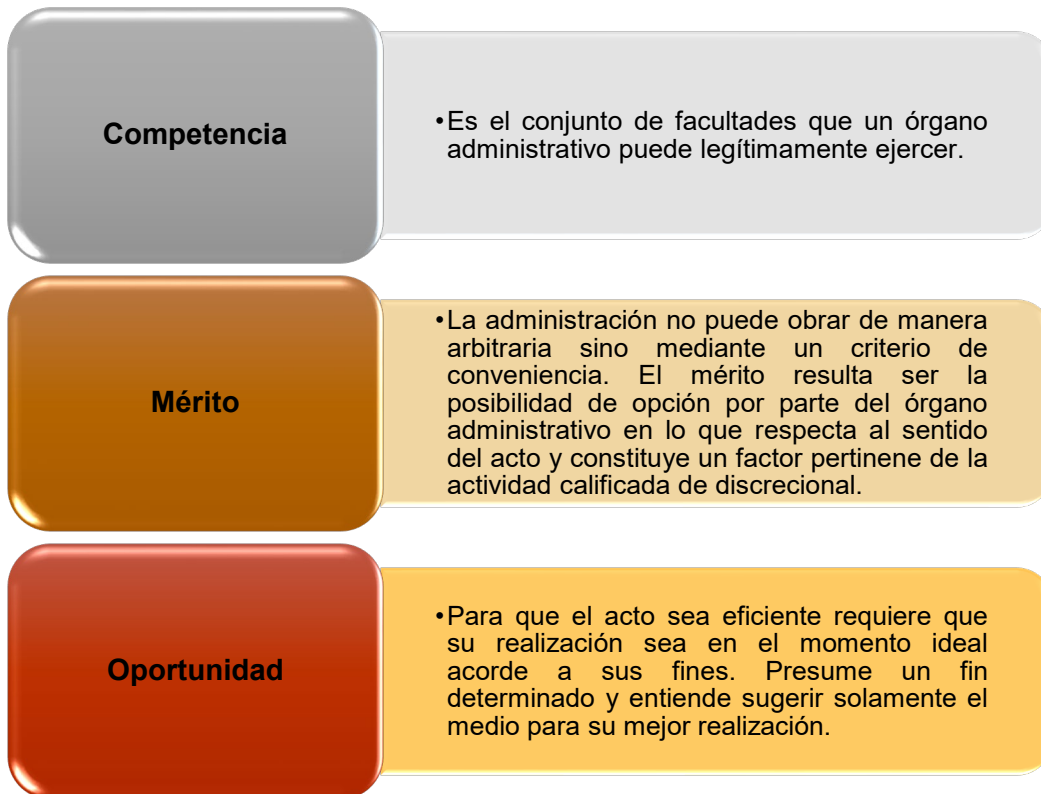 Competencia
•Es el conjunto de facultades que un órgano
administrativo puede legítimamente ejercer.
Mérito
•La administración no puede obrar de manera
arbitraria sino mediante un criterio de
conveniencia. El mérito resulta ser la
posibilidad de opción por parte del órgano
administrativo en lo que respecta al sentido
del acto y constituye un factor pertinene de la
actividad calificada de discrecional.
Oportunidad
•Para que el acto sea eficiente requiere que
su realización sea en el momento ideal
acorde a sus fines. Presume un fin
determinado y entiende sugerir solamente el
medio para su mejor realización.